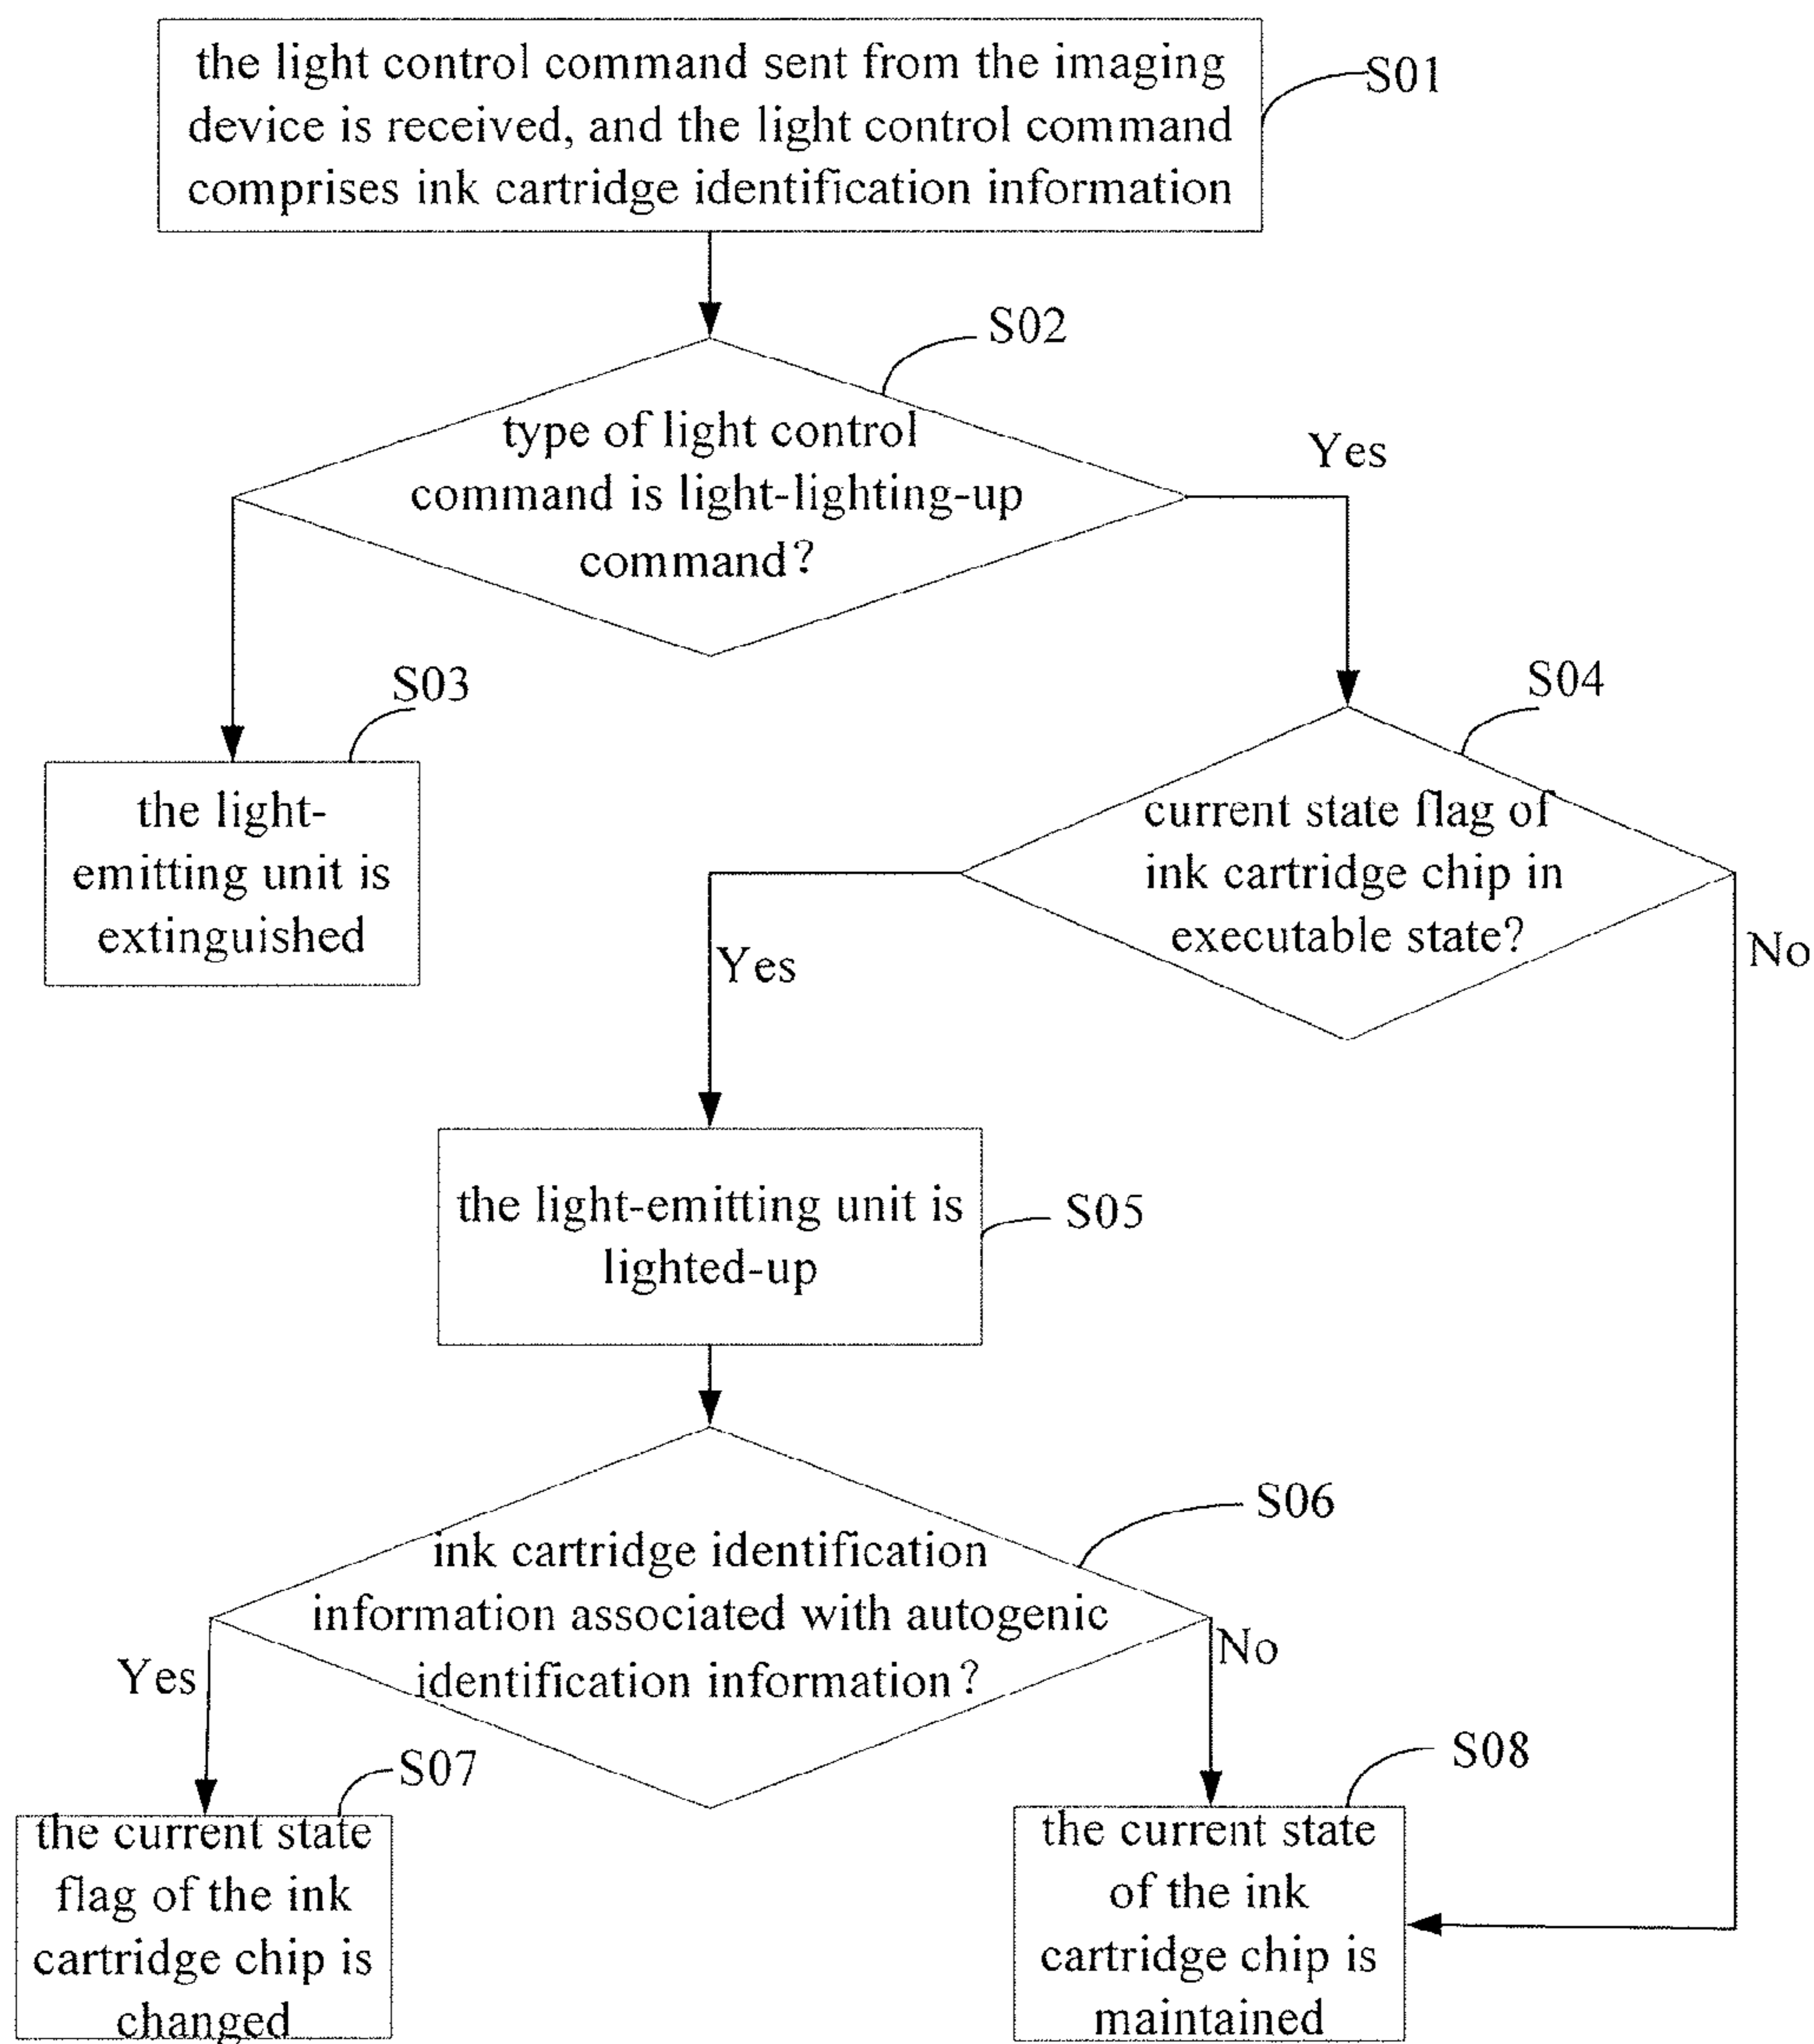 the light control command sent from the imaging
device is received, and the light control command
comprises ink cartridge identification information
S01
S02
type of light control
command is light-lighting-up
command?
Yes
S03
the light-
emitting unit is
extinguished
S04
current state flag of
ink cartridge chip in
executable state?
Yes
No
the light-emitting unit is
lighted-up
S05
S06
ink cartridge identification
information associated with autogenic
identification information?
Yes
No
S07
the current state
flag of the ink
cartridge chip is
changed
S08
the current state
of the ink
cartridge chip is
maintained